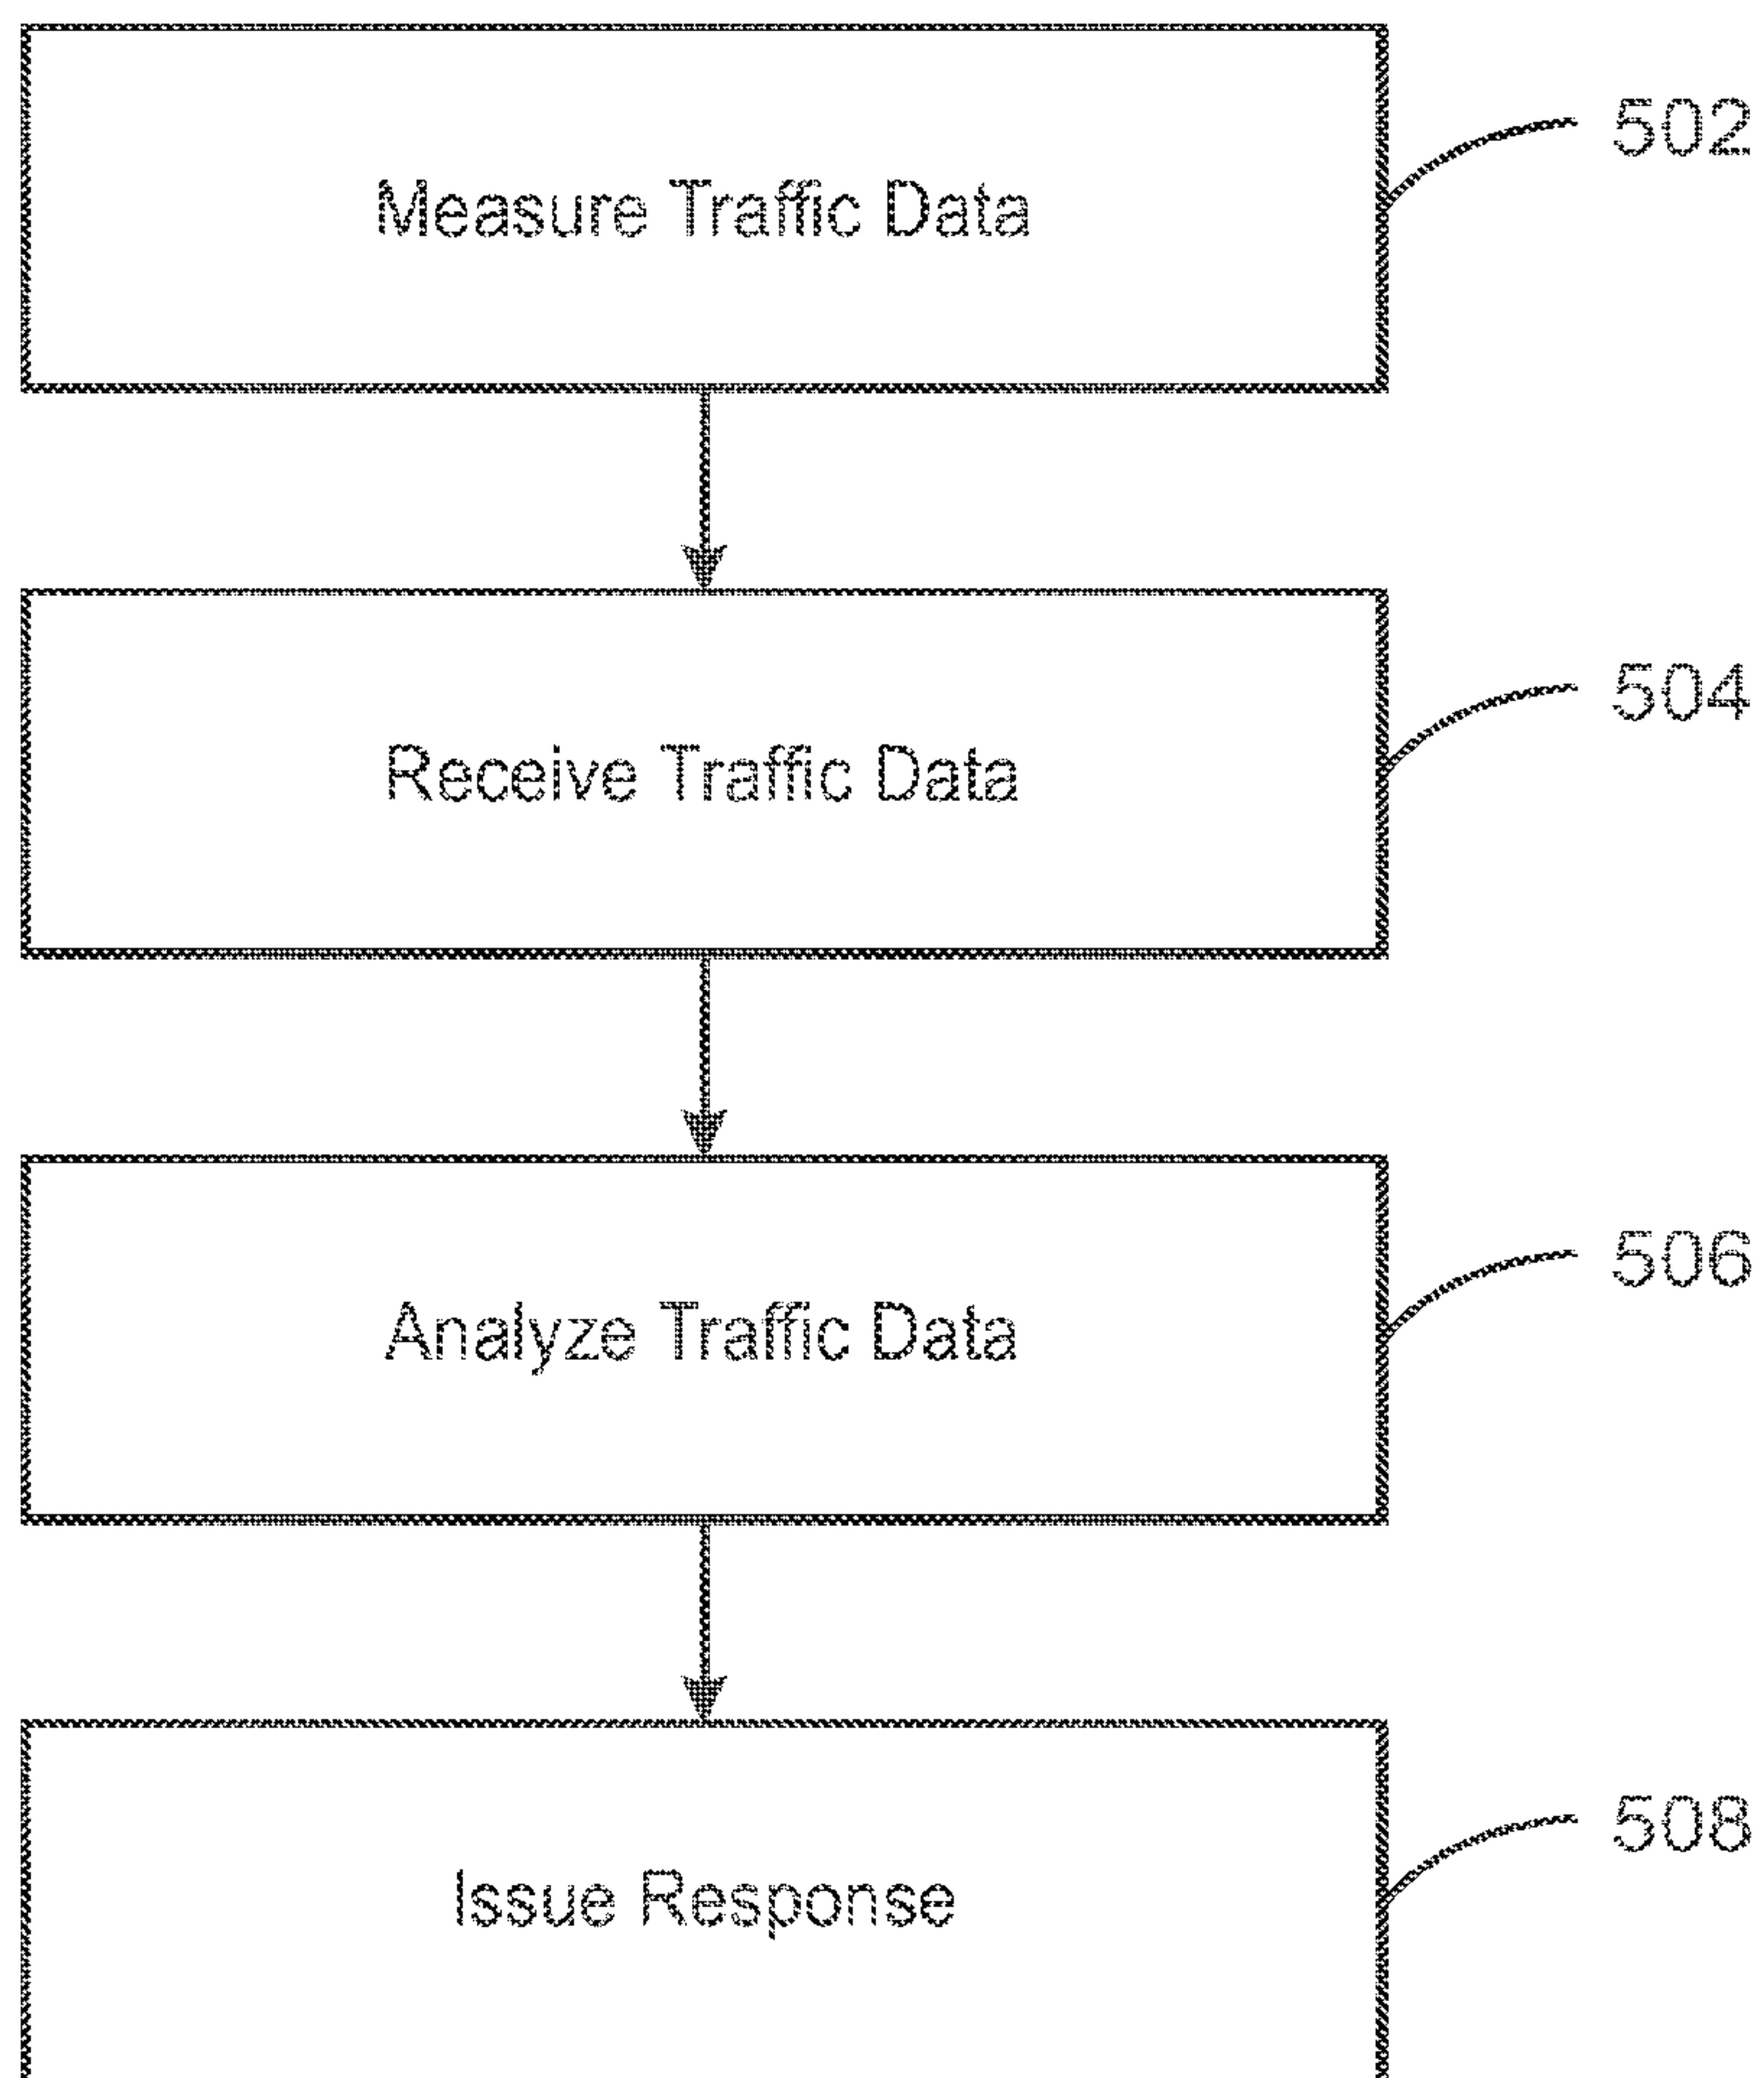 Measure Traffic Data
502
Receive Traffic Data
504
Analyze Traffic Data
506
Issue Response
508